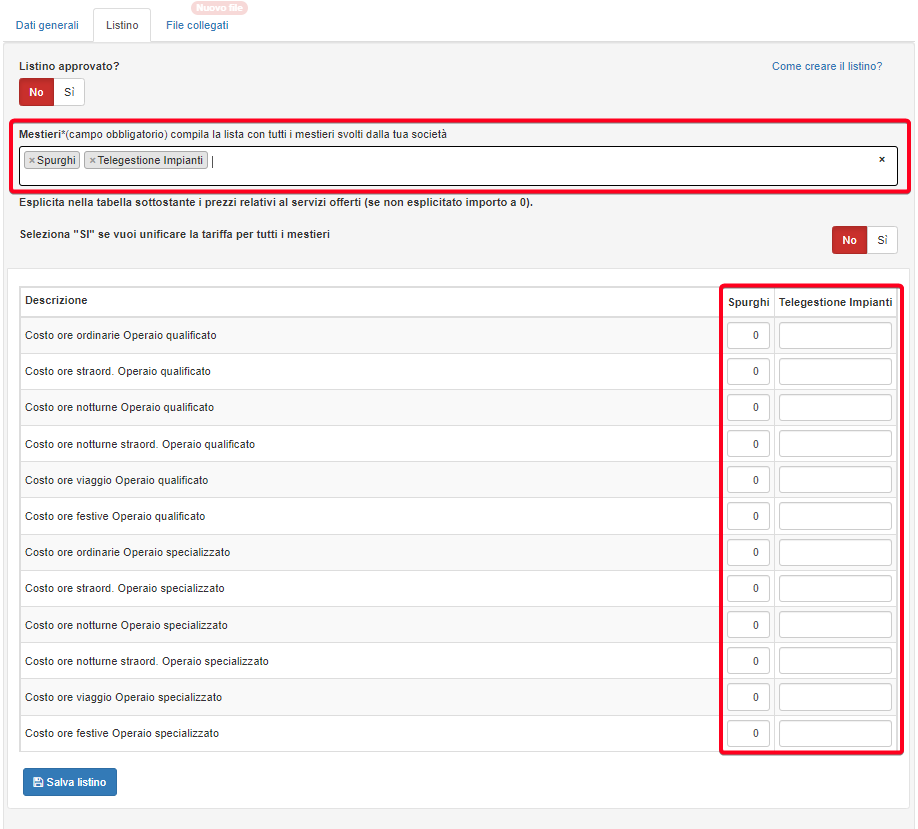 Nuovo file
Dati generali Listino File collegati
Listino approvato? Come creare il listino?
No Sì
Mestieri*(campo obbligatorio) compila la lista con tutti i mestieri svolti dalla tua società
×Spurghi ×Telegestione Impianti ×
Esplicita nella tabella sottostante i prezzi relativi al servizi offerti (se non esplicitato importo a 0).
Seleziona "SI" se vuoi unificare la tariffa per tutti i mestieri No Sì
Descrizione Spurghi Telegestione Impianti
Costo ore ordinarie Operaio qualificato 0
Costo ore straord. Operaio qualificato 0
Costo ore notturne Operaio qualificato 0
Costo ore notturne straord. Operaio qualificato 0
Costo ore viaggio Operaio qualificato 0
Costo ore festive Operaio qualificato 0
Costo ore ordinarie Operaio specializzato 0
Costo ore straord. Operaio specializzato 0
Costo ore notturne Operaio specializzato 0
Costo ore notturne straord. Operaio specializzato 0
Costo ore viaggio Operaio specializzato 0
Costo ore festive Operaio specializzato 0
Salva listino